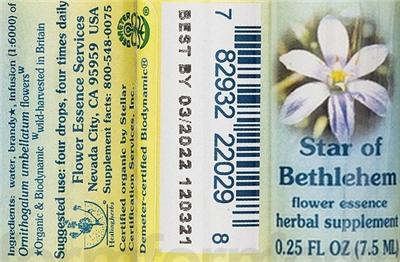 Ingredients: water, brandy★, infusion (1:6000) of
Ornithogalum umbellatum flowersᵂ
★Organic & Biodynamic ᵂwild-harvested in Britain
Suggested use: four drops, four times daily
Flower Essence Services
Nevada City, CA 95959 USA
Supplement facts: 800-548-0075
Healingherbs
Certified organic by Stellar
Certification Services, Inc.
Demeter-certified Biodynamic®
BEST BY 03/2022 120321
7 82932 22029 8
Star of
Bethlehem
flower essence
herbal supplement
0.25 FL OZ (7.5 ML)